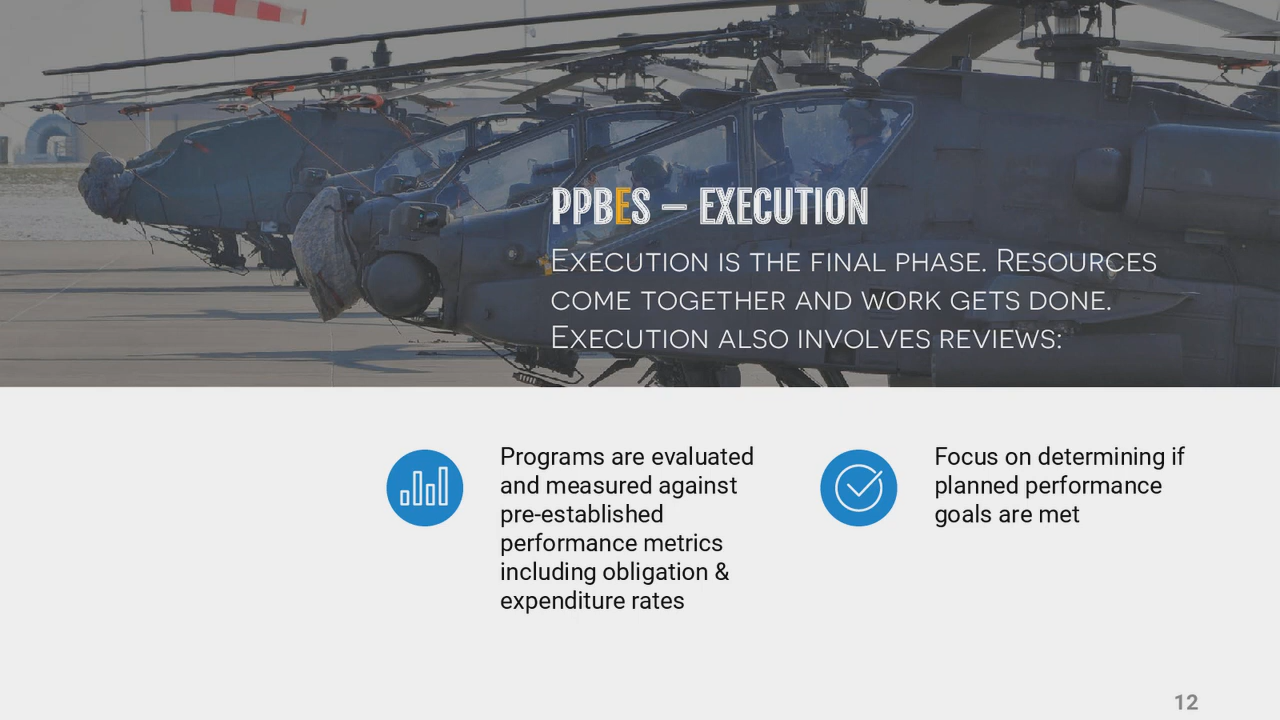 PPBES – EXECUTION
Execution is the final phase. Resources
come together and work gets done.
Execution also involves reviews:
Programs are evaluated
and measured against
pre-established
performance metrics
including obligation &
expenditure rates
Focus on determining if
planned performance
goals are met
12